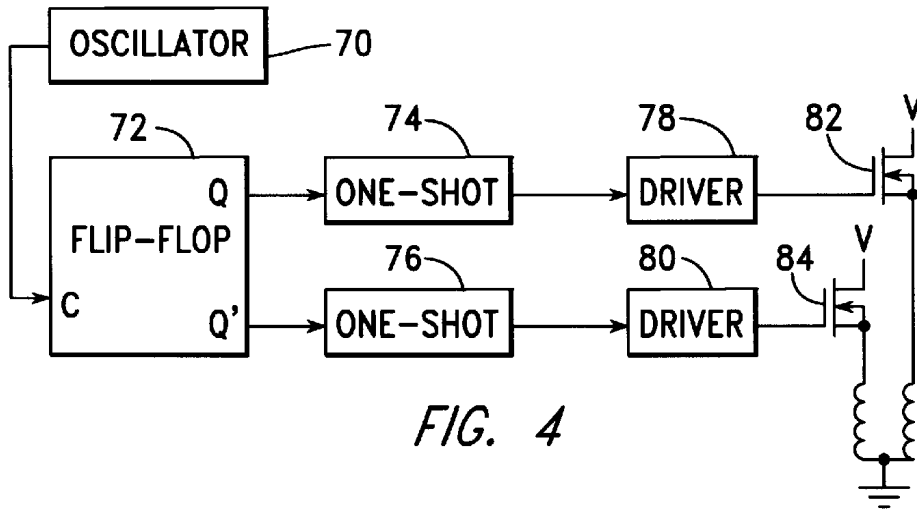 OSCILLATOR
70
72
74
78
82
V
Q
ONE-SHOT
DRIVER
FLIP-FLOP
76
80
84
V
C
Q'
ONE-SHOT
DRIVER
FIG. 4